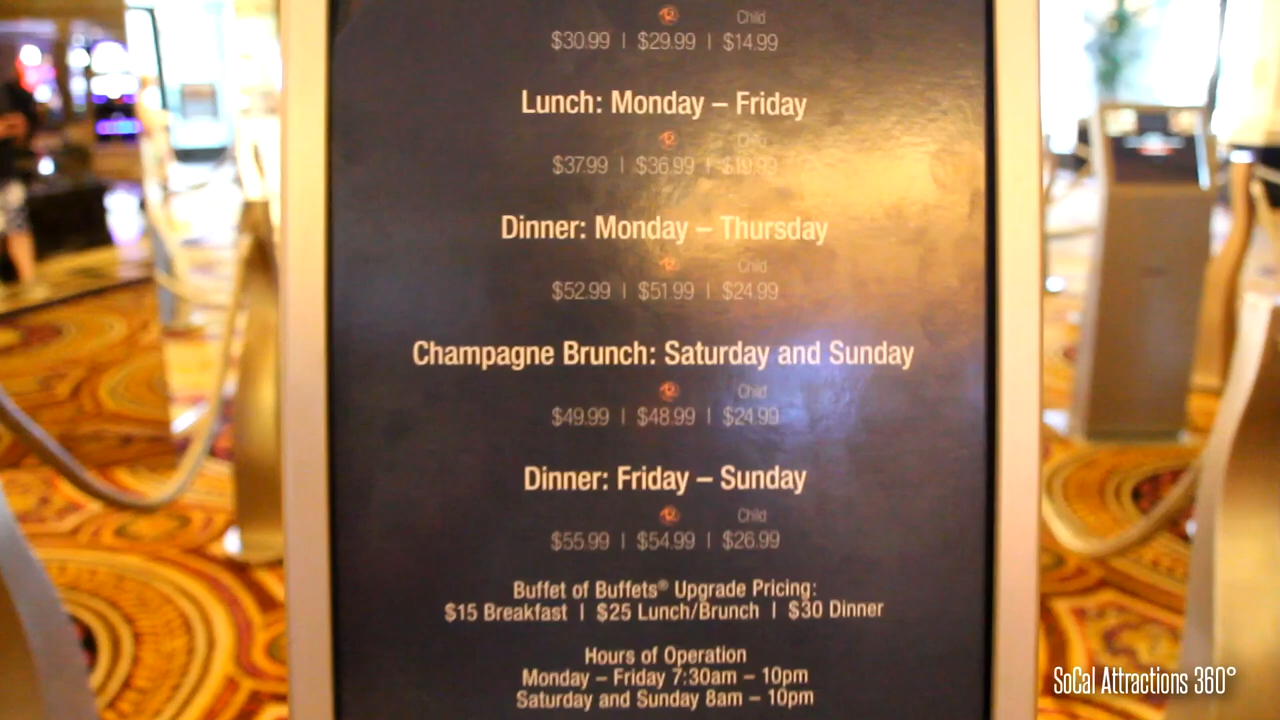 Child
$30.99 | $29.99 | $14.99
Lunch: Monday – Friday
Child
$37.99 | $36.99 | $19.99
Dinner: Monday – Thursday
Child
$52.99 | $51.99 | $24.99
Champagne Brunch: Saturday and Sunday
Child
$49.99 | $48.99 | $24.99
Dinner: Friday – Sunday
Child
$55.99 | $54.99 | $26.99
Buffet of Buffets® Upgrade Pricing:
$15 Breakfast | $25 Lunch/Brunch | $30 Dinner
Hours of Operation
Monday – Friday 7:30am – 10pm
Saturday and Sunday 8am – 10pm
SoCal Attractions 360°